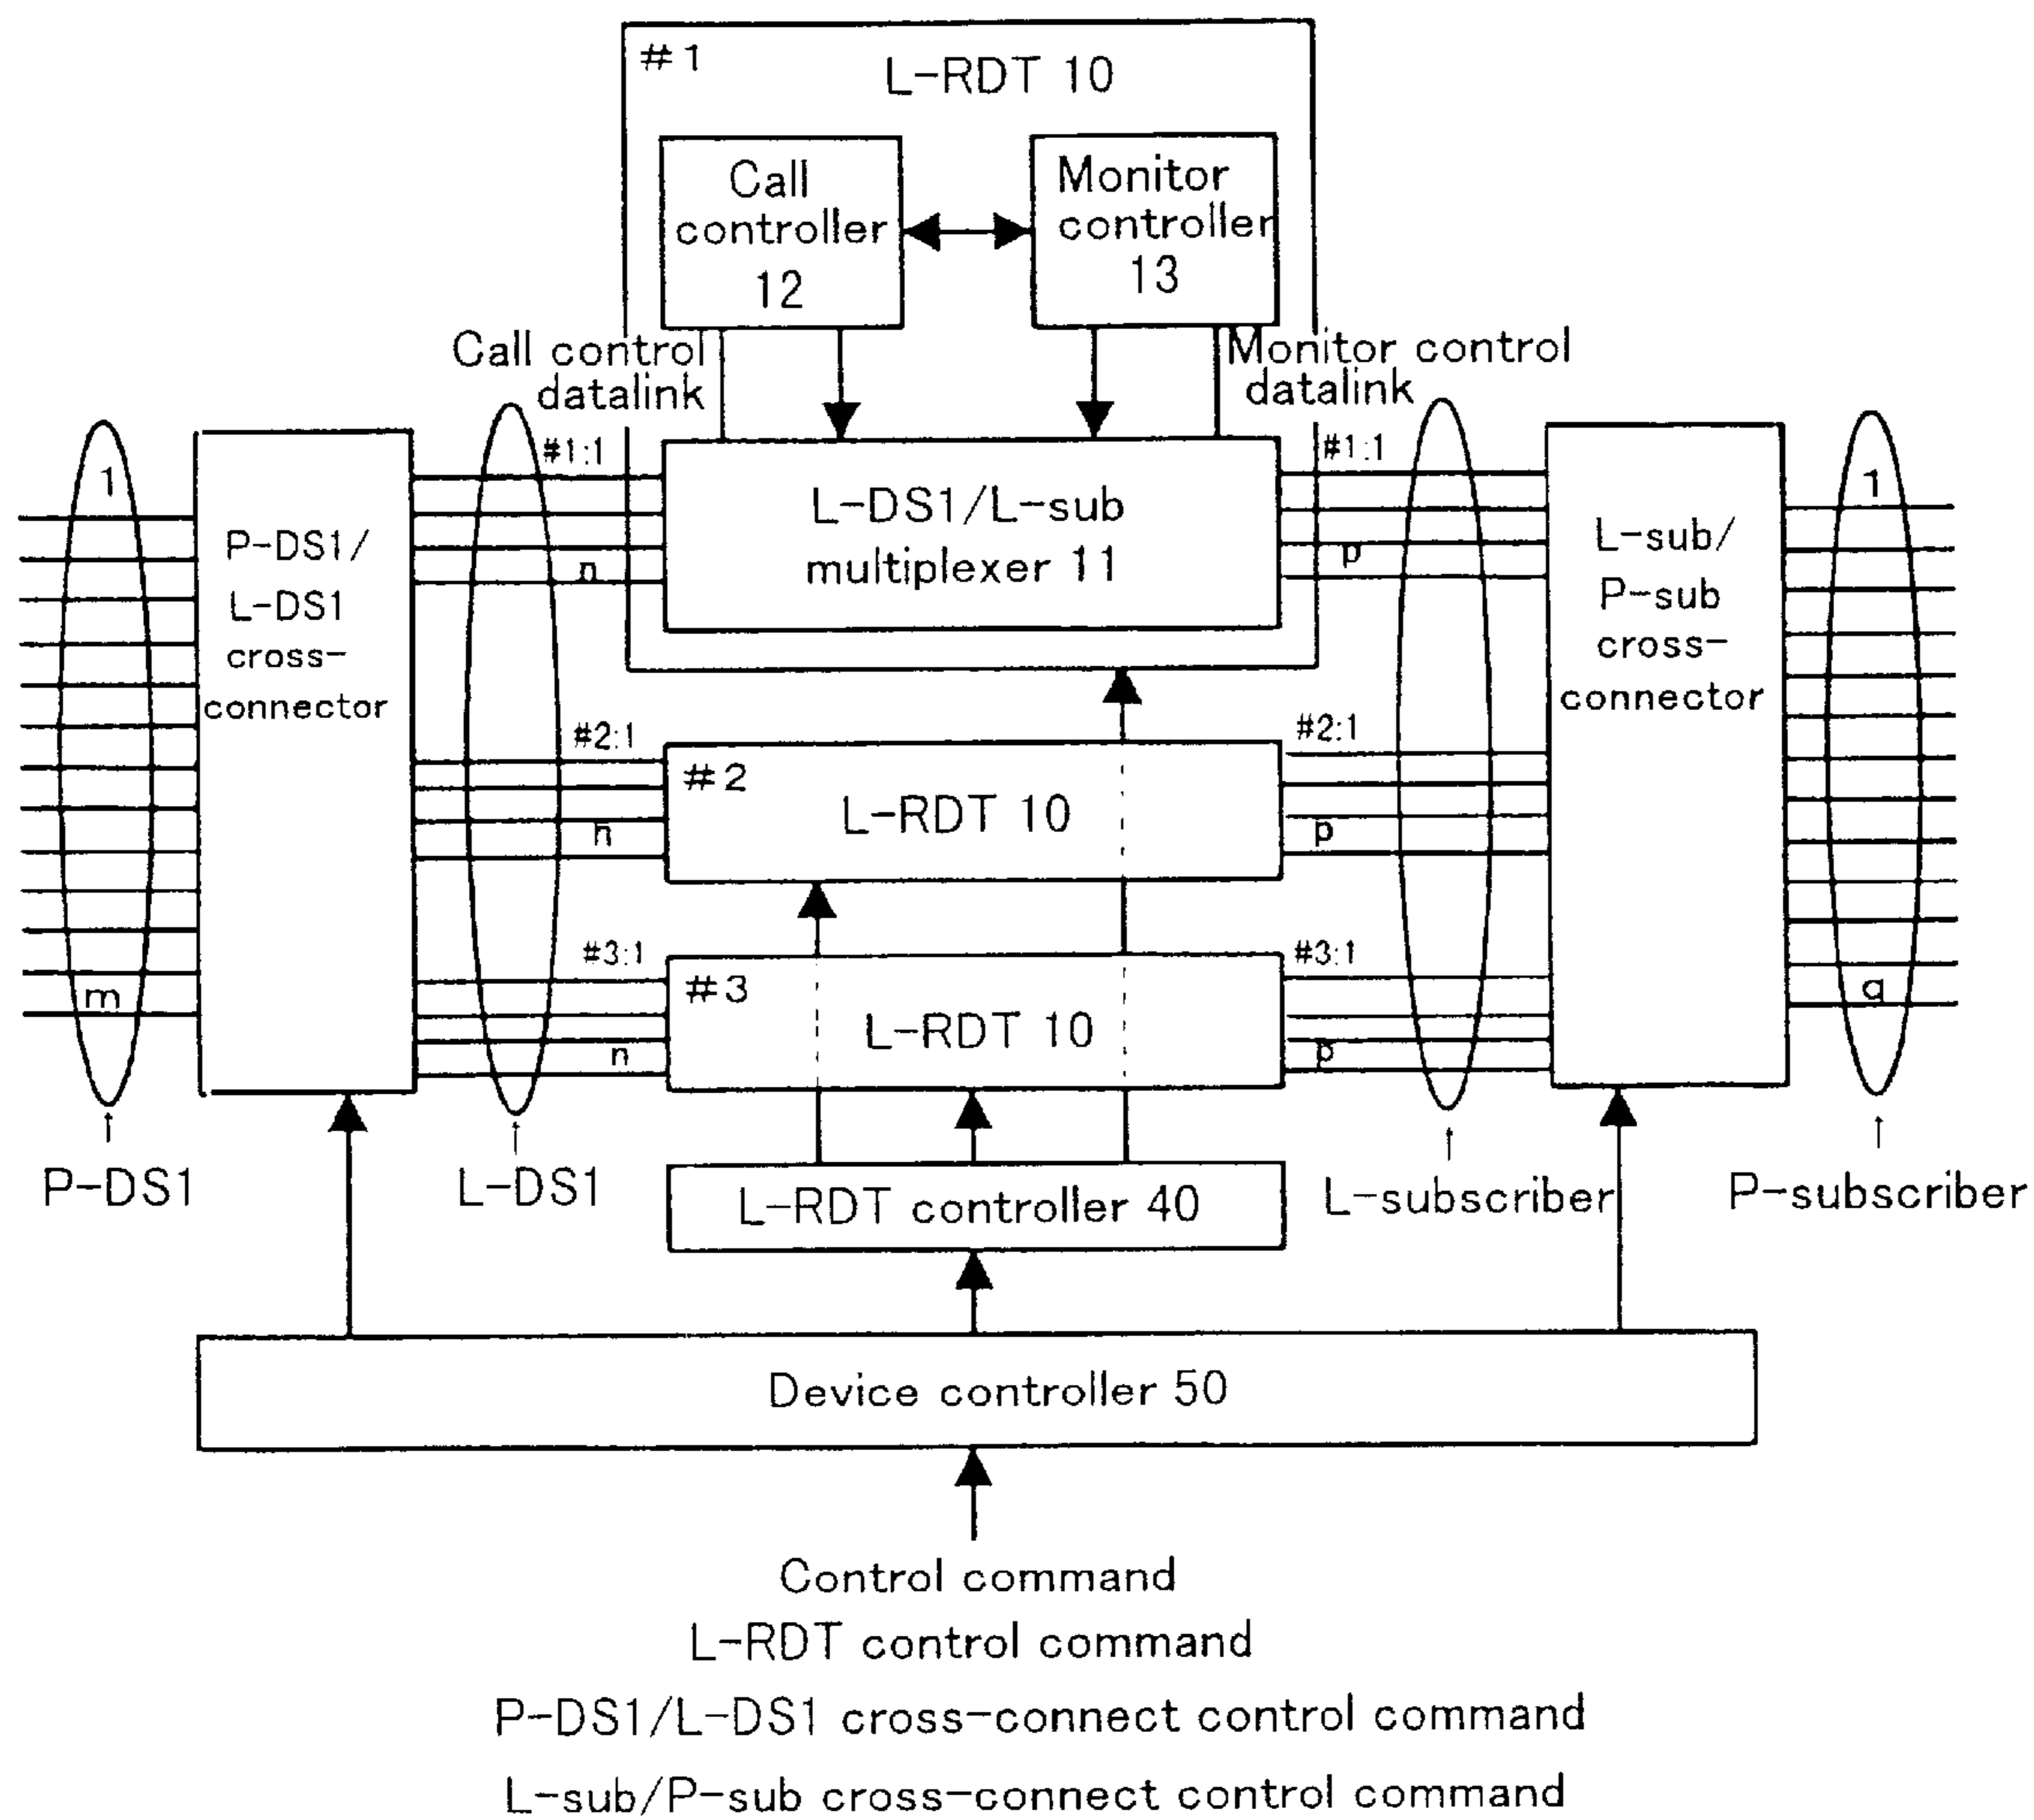 #1
L-RDT 10
Call
controller
12
Monitor
controller
13
Call control
datalink
Monitor control
datalink
1
P-DS1/
L-DS1
cross-
connector
m
#1:1
n
L-DS1/L-sub
multiplexer 11
#1:1
p
L-sub/
P-sub
cross-
connector
1
q
#2:1
n
#2
L-RDT 10
#2:1
p
#3:1
n
#3
L-RDT 10
#3:1
p
P-DS1
L-DS1
L-RDT controller 40
L-subscriber
P-subscriber
Device controller 50
Control command
L-RDT control command
P-DS1/L-DS1 cross-connect control command
L-sub/P-sub cross-connect control command